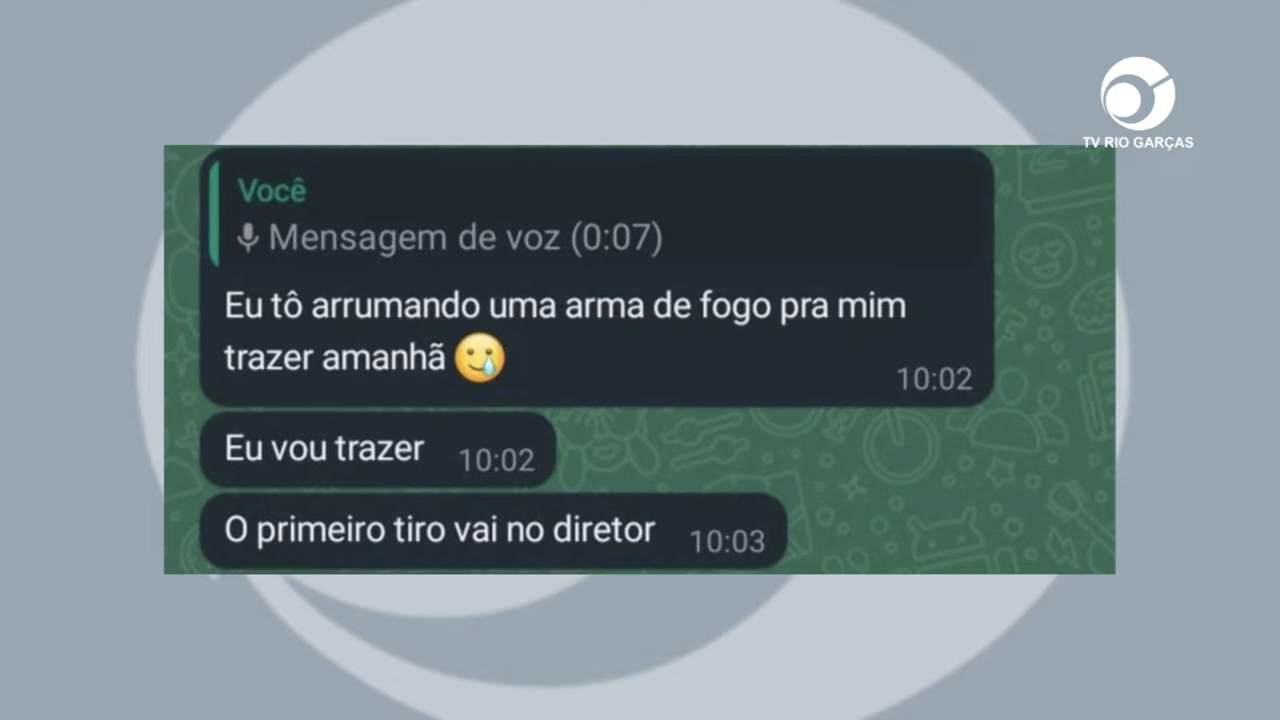 TV RIO GARÇAS
Você
Mensagem de voz (0:07)
Eu tô arrumando uma arma de fogo pra mim
trazer amanhã
10:02
Eu vou trazer 10:02
O primeiro tiro vai no diretor 10:03